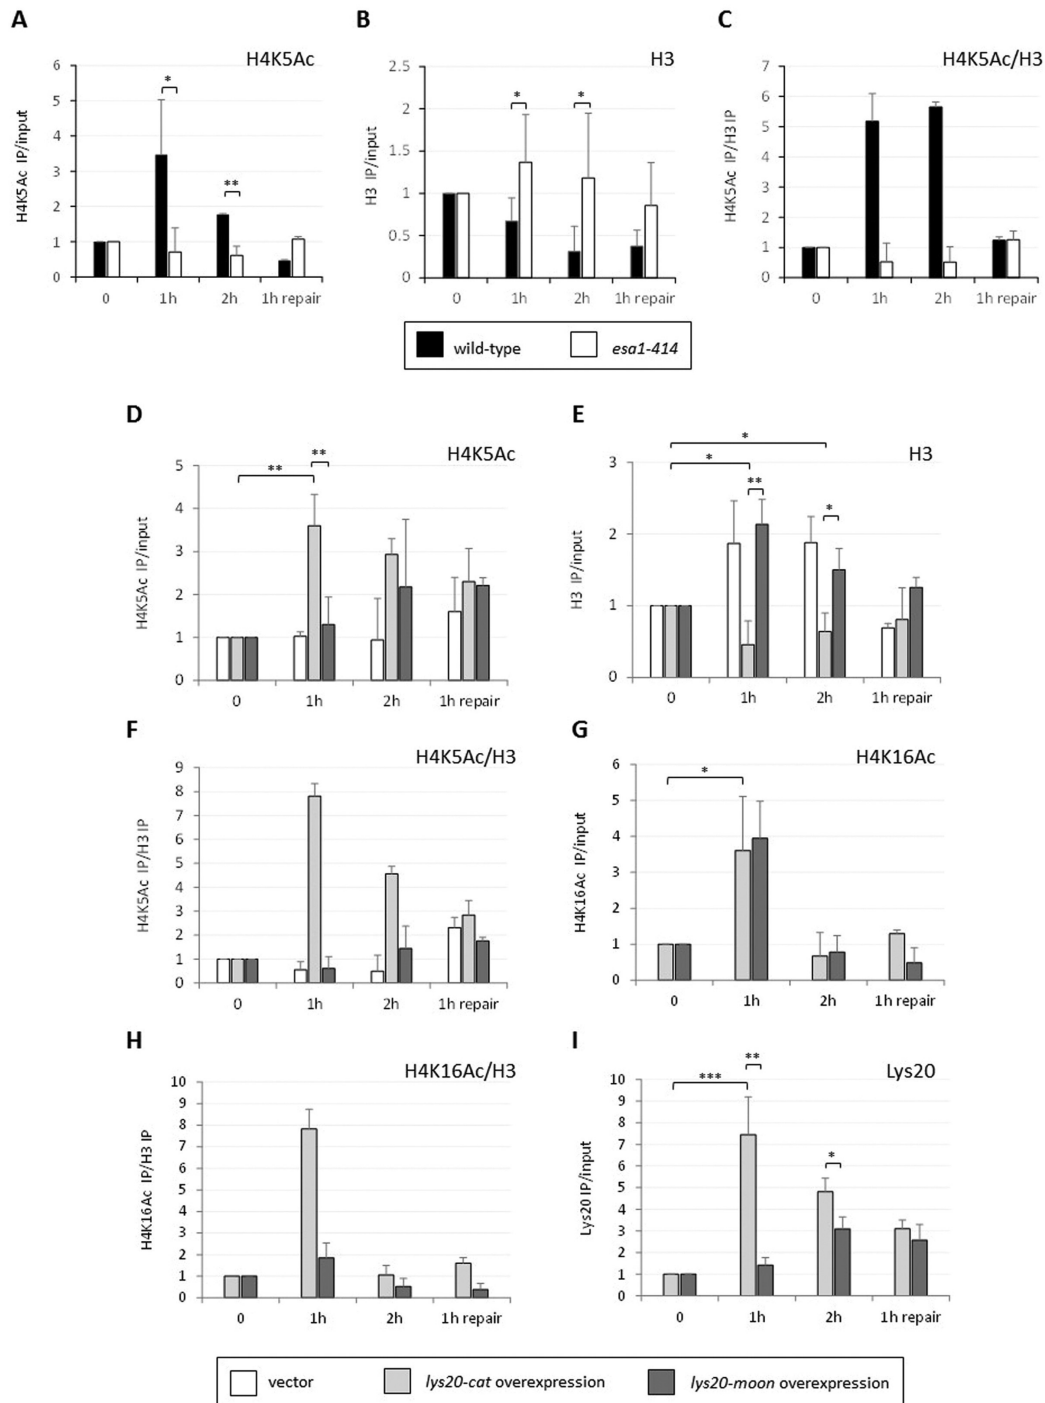 A
H4K5Ac
*
**
H4K5Ac IP/input
6
5
4
3
2
1
0
0 1h 2h 1h repair
B
H3
* *
H3 IP/input
2.5
2
1.5
1
0.5
0
0 1h 2h 1h repair
C
H4K5Ac/H3
H4K5Ac IP/H3 IP
7
6
5
4
3
2
1
0
0 1h 2h 1h repair
wild-type esa1-414
D
H4K5Ac
**
**
H4K5Ac IP/input
5
4
3
2
1
0
0 1h 2h 1h repair
E
H3
*
*
**
*
H3 IP/input
3
2
1
0
0 1h 2h 1h repair
F
H4K5Ac/H3
H4K5Ac IP/H3 IP
9
8
7
6
5
4
3
2
1
0
0 1h 2h 1h repair
G
H4K16Ac
*
H4K16Ac IP/input
6
5
4
3
2
1
0
0 1h 2h 1h repair
H
H4K16Ac/H3
H4K16Ac IP/H3 IP
10
9
8
7
6
5
4
3
2
1
0
0 1h 2h 1h repair
I
Lys20
**
***
*
Lys20 IP/input
10
9
8
7
6
5
4
3
2
1
0
0 1h 2h 1h repair
vector lys20-cat overexpression lys20-moon overexpression